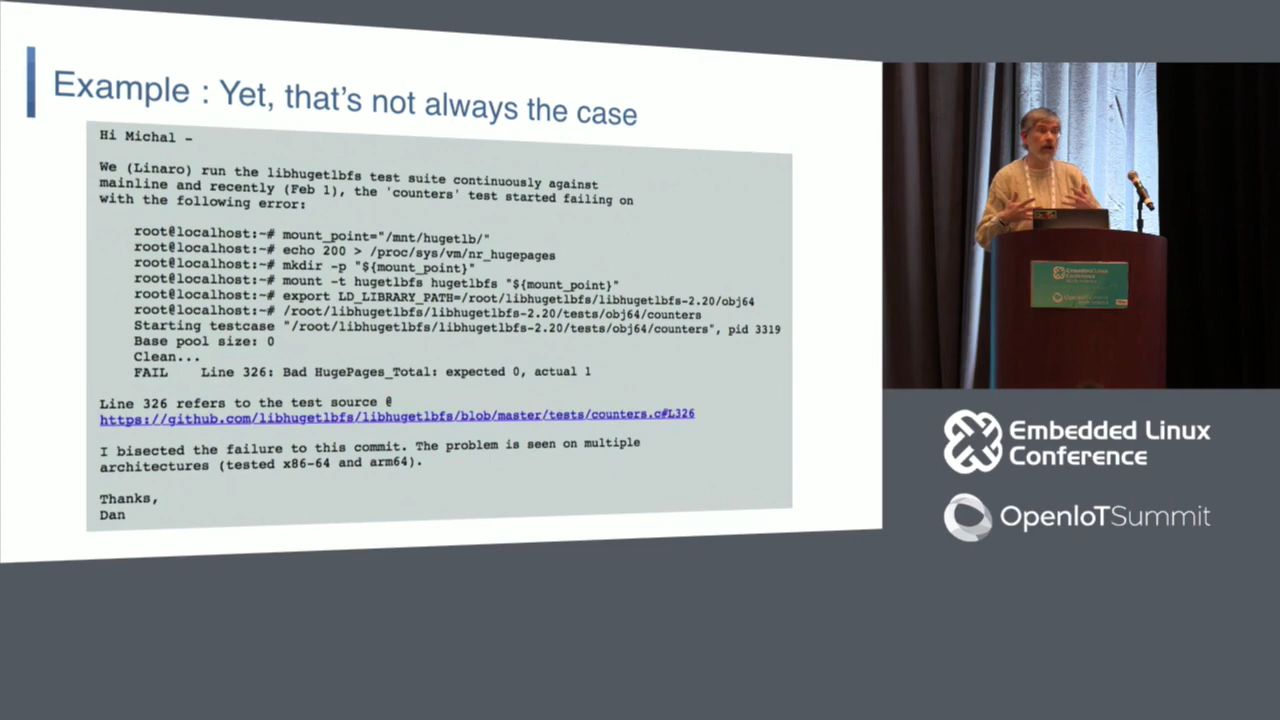 Example : Yet, that's not always the case
Hi Michal -
We (Linaro) run the libhugetlbfs test suite continuously against
mainline and recently (Feb 1), the 'counters' test started failing on
with the following error:
root@localhost:~# mount_point="/mnt/hugetlb/"
root@localhost:~# echo 200 > /proc/sys/vm/nr_hugepages
root@localhost:~# mkdir -p "${mount_point}"
root@localhost:~# mount -t hugetlbfs hugetlbfs "${mount_point}"
root@localhost:~# export LD_LIBRARY_PATH=/root/libhugetlbfs/libhugetlbfs-2.20/obj64
root@localhost:~# /root/libhugetlbfs/libhugetlbfs-2.20/tests/obj64/counters
Starting testcase "/root/libhugetlbfs/libhugetlbfs-2.20/tests/obj64/counters", pid 3319
Base pool size: 0
Clean...
FAIL Line 326: Bad HugePages_Total: expected 0, actual 1
Line 326 refers to the test source @
https://github.com/libhugetlbfs/libhugetlbfs/blob/master/tests/counters.c#L326
I bisected the failure to this commit. The problem is seen on multiple
architectures (tested x86-64 and arm64).
Thanks,
Dan
Embedded Linux
Conference
Embedded Linux
Conference
OpenIoTSummit